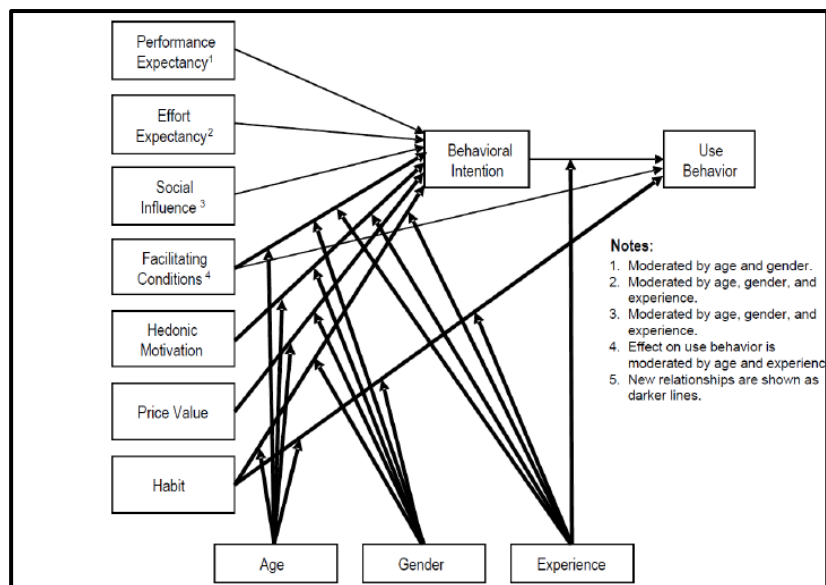 Performance
Expectancy1
Effort
Expectancy2
Social
Influence 3
Facilitating
Conditions 4
Hedonic
Motivation
Price Value
Habit
Behavioral
Intention
Use
Behavior
Notes:
1. Moderated by age and gender.
2. Moderated by age, gender, and
experience.
3. Moderated by age, gender, and
experience.
4. Effect on use behavior is
moderated by age and experienc
5. New relationships are shown as
darker lines.
Age
Gender
Experience